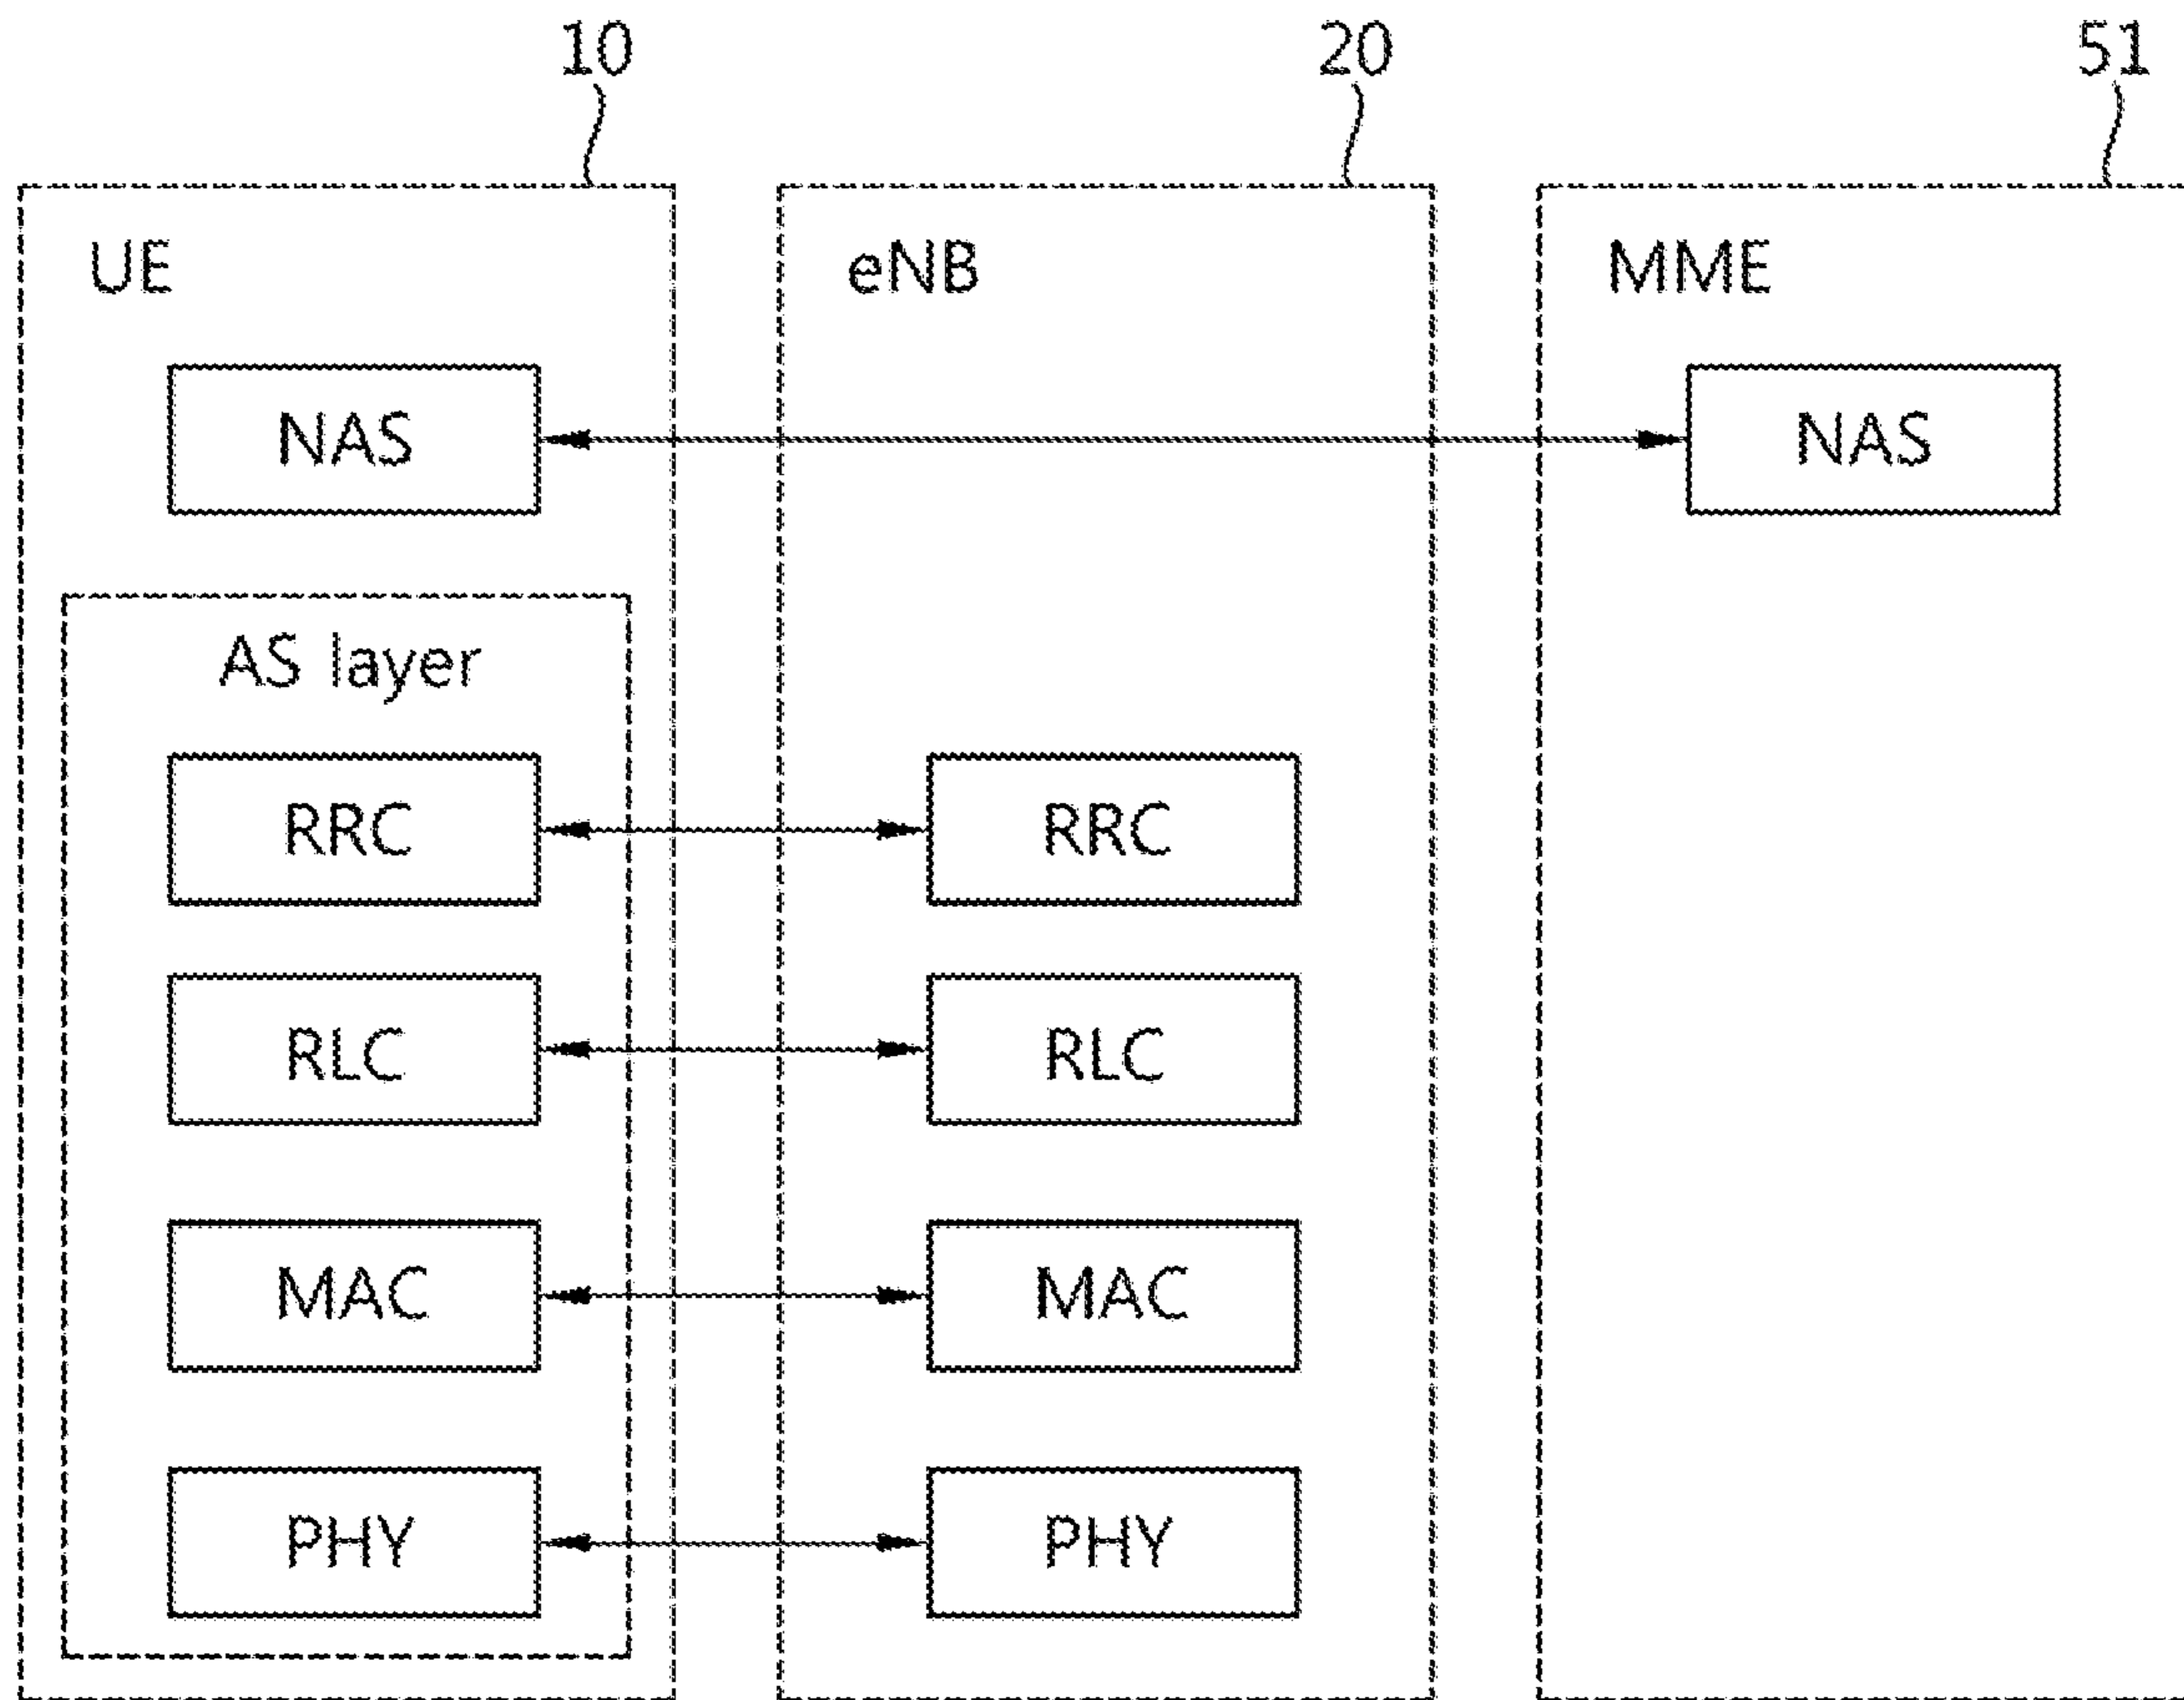 10 20 51
UE eNB MME
NAS NAS
AS layer
RRC RRC
RLC RLC
MAC MAC
PHY PHY